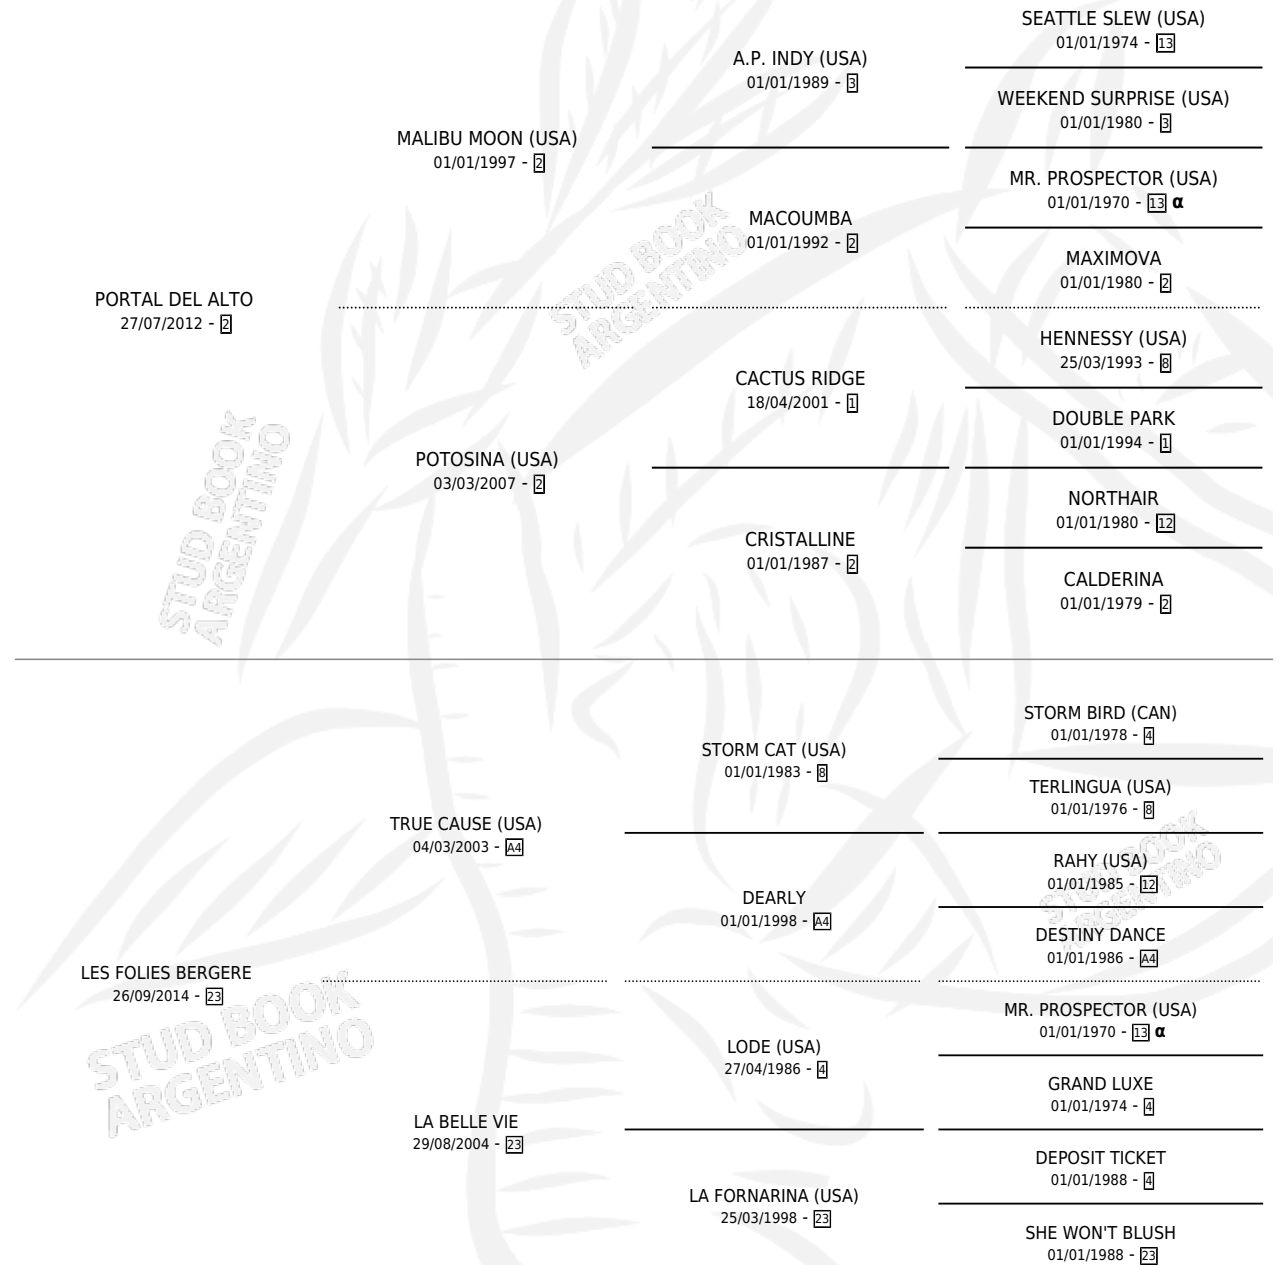 SEATTLE SLEW (USA)
01/01/1974 - 13
A.P. INDY (USA)
01/01/1989 - 3
WEEKEND SURPRISE (USA)
01/01/1980 - 3
MALIBU MOON (USA)
01/01/1997 - 2
MR. PROSPECTOR (USA)
01/01/1970 - 13 α
MACOUMBA
01/01/1992 - 2
MAXIMOVA
01/01/1980 - 2
PORTAL DEL ALTO
27/07/2012 - 2
HENNESSY (USA)
25/03/1993 - 8
CACTUS RIDGE
18/04/2001 - 1
DOUBLE PARK
01/01/1994 - 1
POTOSINA (USA)
03/03/2007 - 2
NORTHAIR
01/01/1980 - 12
CRISTALLINE
01/01/1987 - 2
CALDERINA
01/01/1979 - 2
STORM BIRD (CAN)
01/01/1978 - 4
STORM CAT (USA)
01/01/1983 - 8
TERLINGUA (USA)
01/01/1976 - 8
TRUE CAUSE (USA)
04/03/2003 - A4
RAHY (USA)
01/01/1985 - 12
DEARLY
01/01/1998 - A4
DESTINY DANCE
01/01/1986 - A4
LES FOLIES BERGERE
26/09/2014 - 23
MR. PROSPECTOR (USA)
01/01/1970 - 13 α
LODE (USA)
27/04/1986 - 4
GRAND LUXE
01/01/1974 - 4
LA BELLE VIE
29/08/2004 - 23
DEPOSIT TICKET
01/01/1988 - 4
LA FORNARINA (USA)
25/03/1998 - 23
SHE WON'T BLUSH
01/01/1988 - 23
STUD BOOK
ARGENTINO
STUD BOOK
ARGENTINO
STUD BOOK
ARGENTINO
STUD BOOK
ARGENTINO